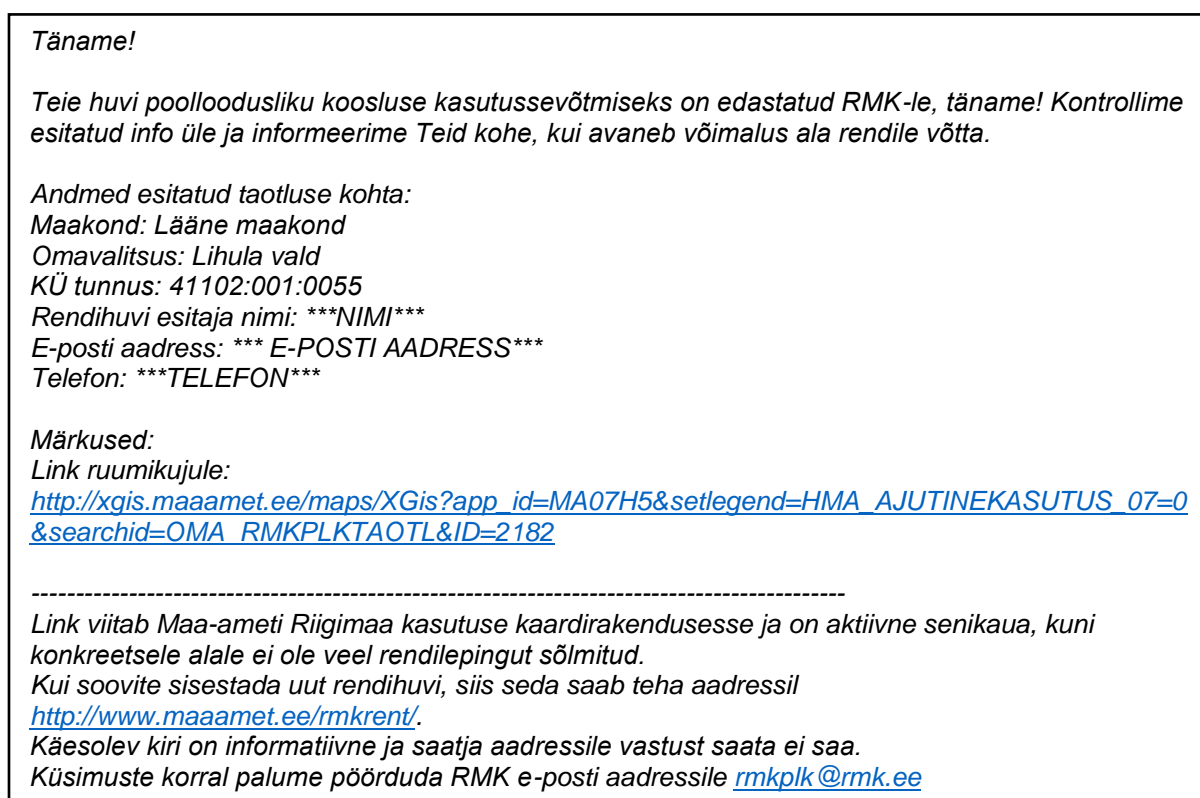 Täname!
Teie huvi poolloodusliku koosluse kasutussevõtmiseks on edastatud RMK-le, täname! Kontrollime
esitatud info üle ja informeerime Teid kohe, kui avaneb võimalus ala rendile võtta.
Andmed esitatud taotluse kohta:
Maakond: Lääne maakond
Omavalitsus: Lihula vald
KÜ tunnus: 41102:001:0055
Rendihuvi esitaja nimi: ***NIMI***
E-posti aadress: *** E-POSTI AADRESS***
Telefon: ***TELEFON***
Märkused:
Link ruumikujule:
http://xgis.maaamet.ee/maps/XGis?app_id=MA07H5&setlegend=HMA_AJUTINEKASUTUS_07=0
&searchid=OMA_RMKPLKTAOTL&ID=2182
-------------------------------------------------------------------------------------------
Link viitab Maa-ameti Riigimaa kasutuse kaardirakendusesse ja on aktiivne senikaua, kuni
konkreetsele alale ei ole veel rendilepingut sõlmitud.
Kui soovite sisestada uut rendihuvi, siis seda saab teha aadressil
http://www.maaamet.ee/rmkrent/.
Käesolev kiri on informatiivne ja saatja aadressile vastust saata ei saa.
Küsimuste korral palume pöörduda RMK e-posti aadressile rmkplk@rmk.ee